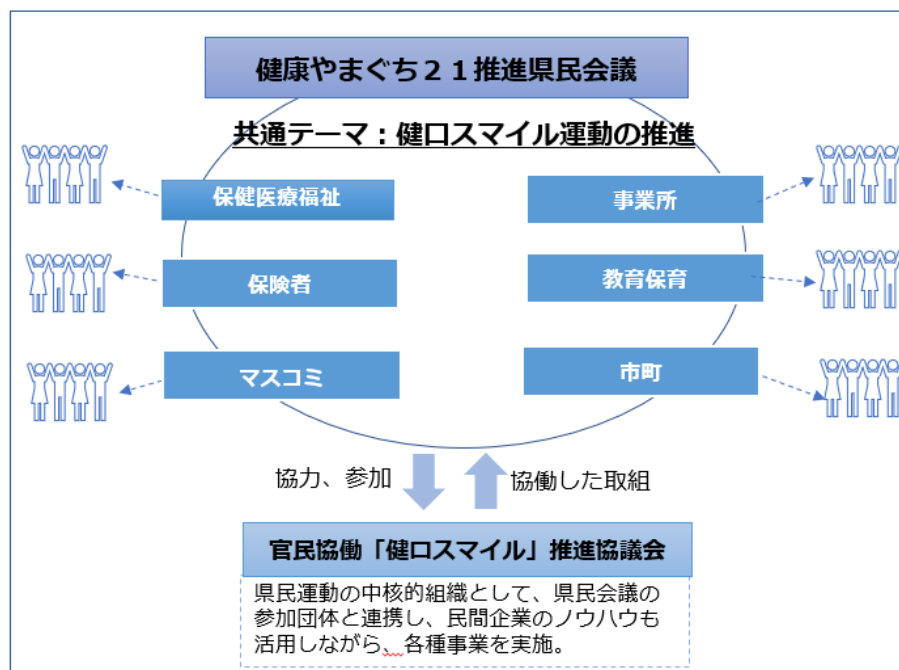 健康やまぐち２１推進県民会議
共通テーマ：健口スマイル運動の推進
保健医療福祉
事業所
保険者
教育保育
マスコミ
市町
協力、参加
協働した取組
官民協働「健口スマイル」推進協議会
県民運動の中核的組織として、県民会議の
参加団体と連携し、民間企業のノウハウも
活用しながら、各種事業を実施。